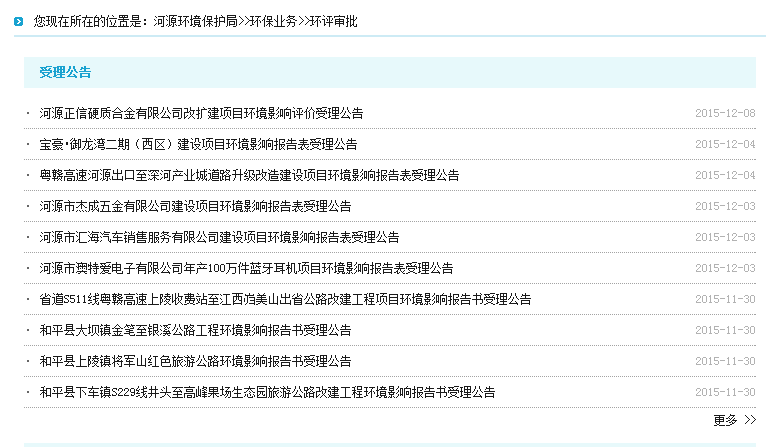 您现在所在的位置是：河源环境保护局>>环保业务>>环评审批
受理公告
· 河源正信硬质合金有限公司改扩建项目环境影响评价受理公告 2015-12-08
· 宝豪·御龙湾二期（西区）建设项目环境影响报告表受理公告 2015-12-04
· 粤赣高速河源出口至深河产业城道路升级改造建设项目环境影响报告表受理公告 2015-12-04
· 河源市杰成五金有限公司建设项目环境影响报告表受理公告 2015-12-03
· 河源市汇海汽车销售服务有限公司建设项目环境影响报告表受理公告 2015-12-03
· 河源市澳特爱电子有限公司年产100万件蓝牙耳机项目环境影响报告表受理公告 2015-12-03
· 省道S511线粤赣高速上陵收费站至江西岿美山出省公路改建工程项目环境影响报告书受理公告 2015-11-30
· 和平县大坝镇金笔至银溪公路工程环境影响报告书受理公告 2015-11-30
· 和平县上陵镇将军山红色旅游公路环境影响报告书受理公告 2015-11-30
· 和平县下车镇S229线井头至高峰果场生态园旅游公路改建工程环境影响报告书受理公告 2015-11-30
更多 >>